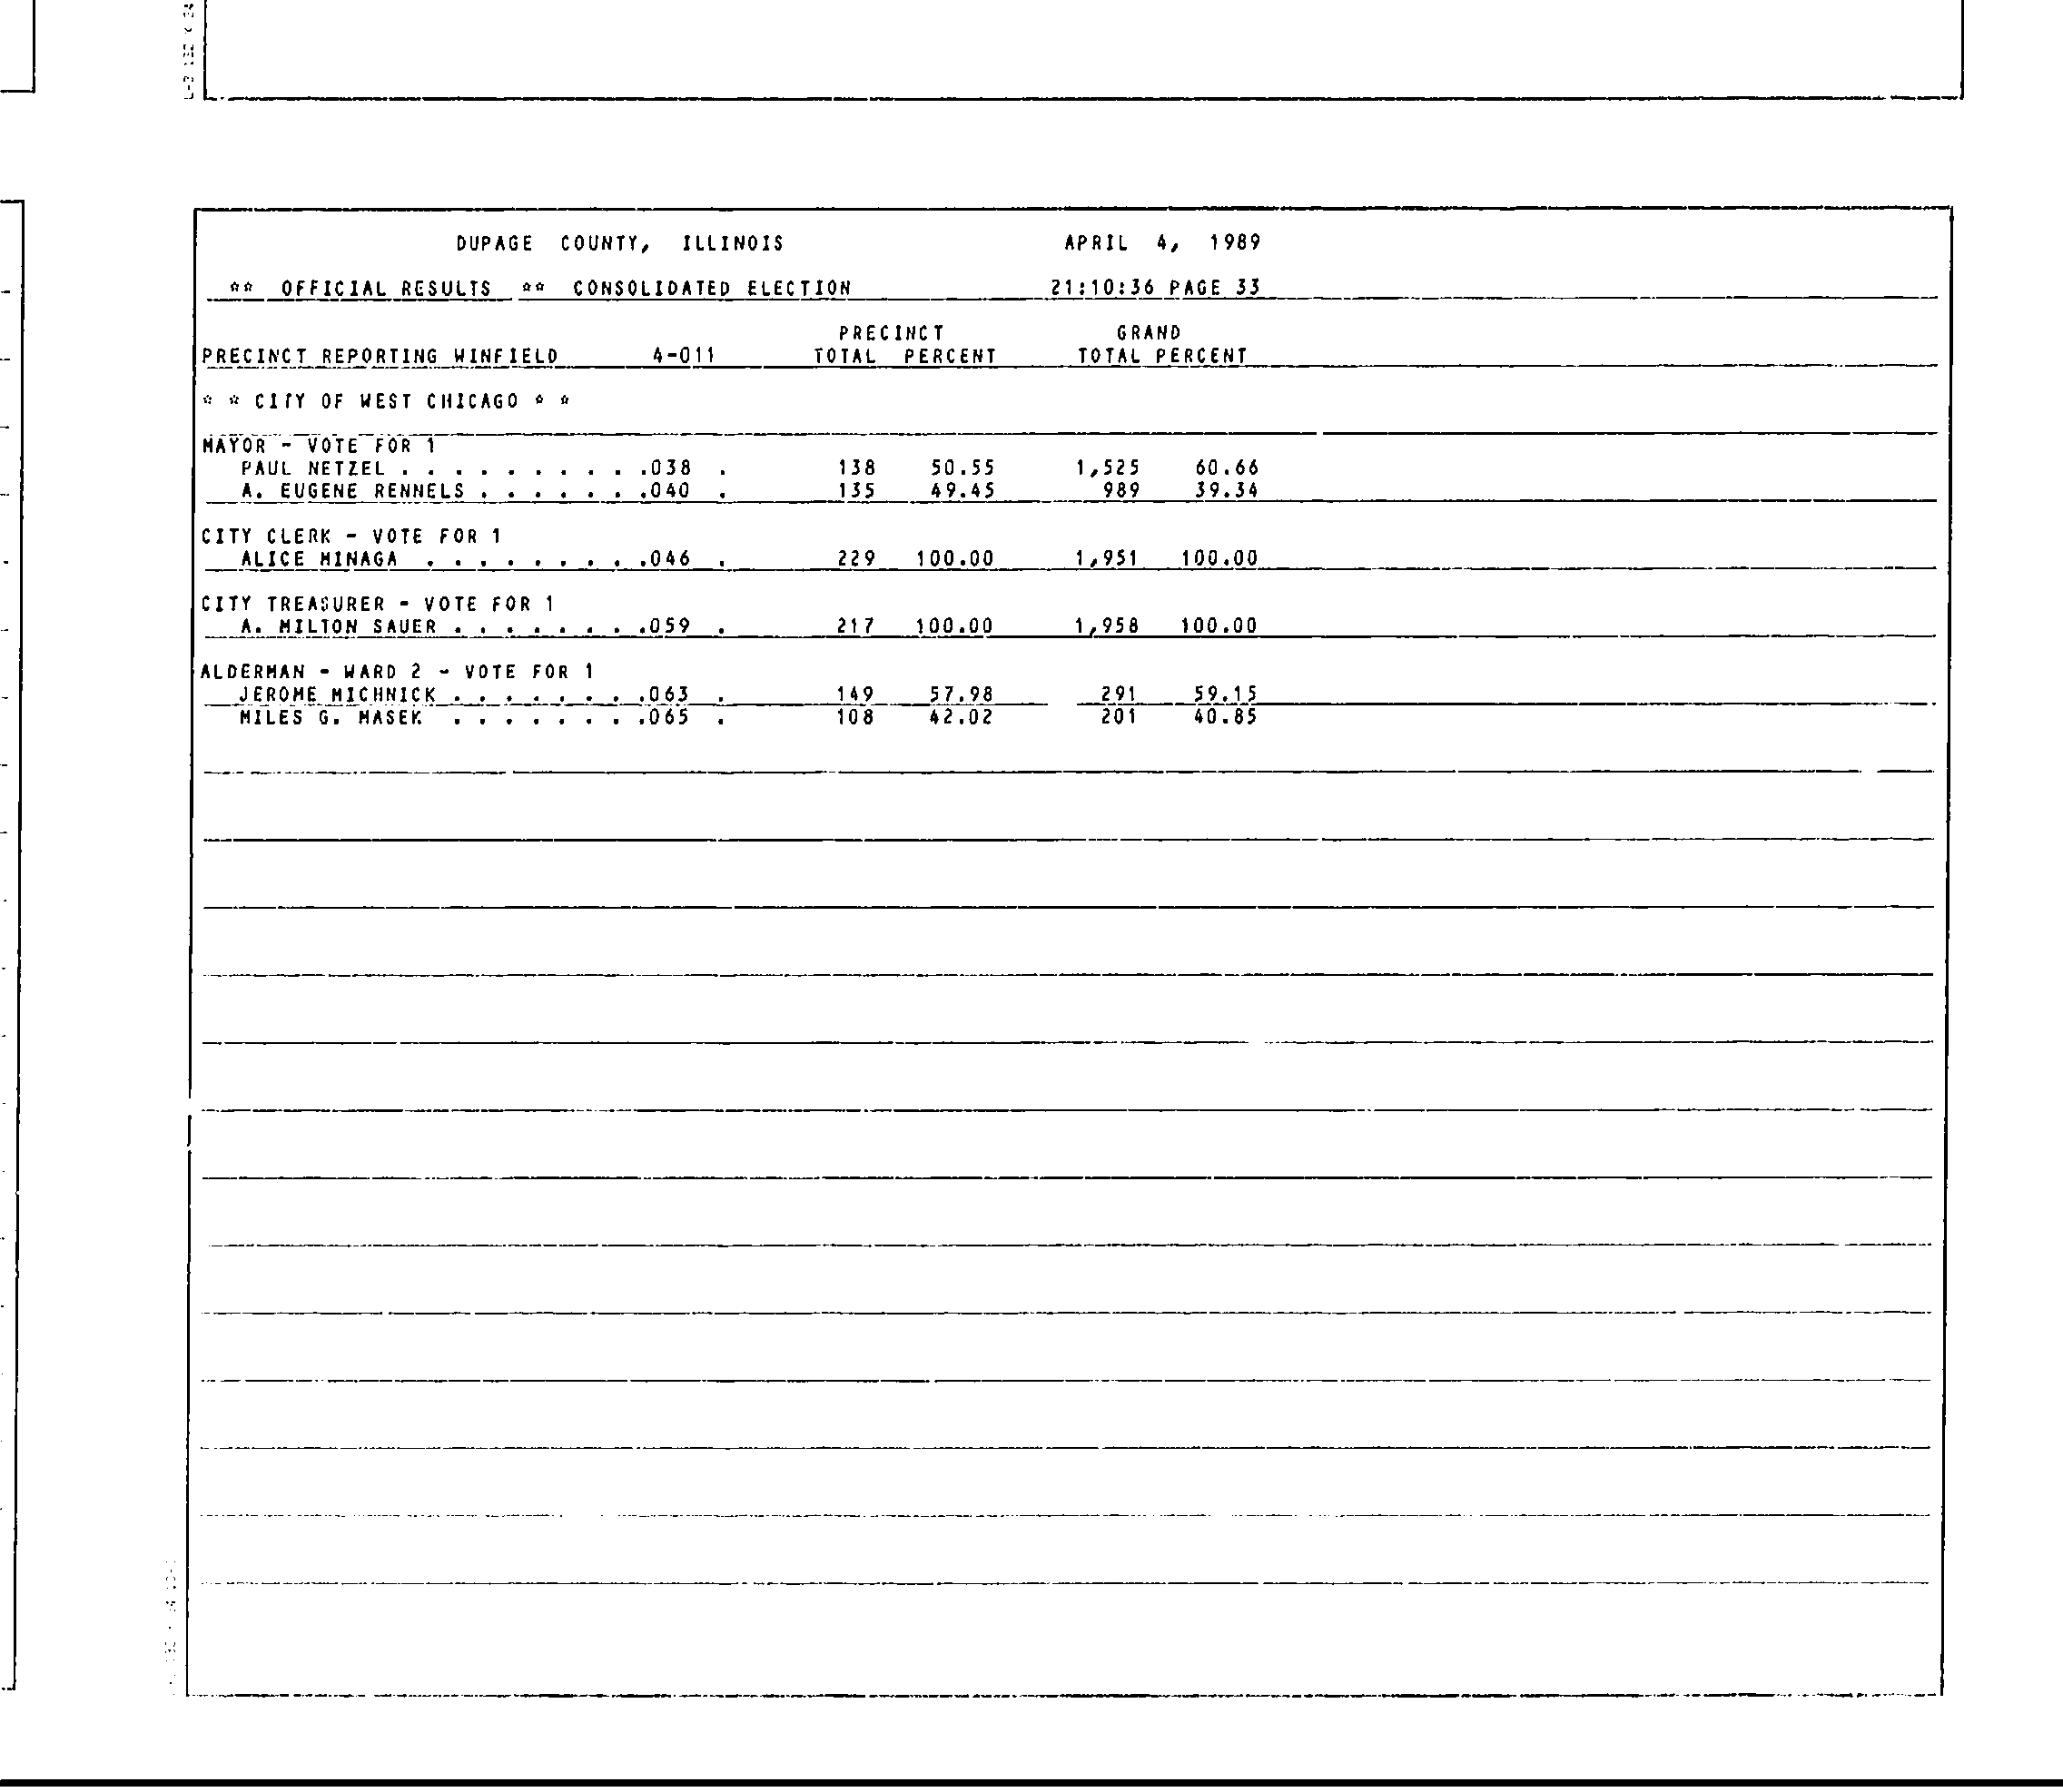 DUPAGE COUNTY, ILLINOIS APRIL 4, 1989
** OFFICIAL RESULTS ** CONSOLIDATED ELECTION 21:10:36 PAGE 33
PRECINCT GRAND
PRECINCT REPORTING WINFIELD 4-011 TOTAL PERCENT TOTAL PERCENT
* * CITY OF WEST CHICAGO * *
MAYOR - VOTE FOR 1
PAUL NETZEL . . . . . . . . . .038 . 138 50.55 1,525 60.66
A. EUGENE RENNELS . . . . . . .040 . 135 49.45 989 39.34
CITY CLERK - VOTE FOR 1
ALICE MINAGA . . . . . . . . .046 . 229 100.00 1,951 100.00
CITY TREASURER - VOTE FOR 1
A. MILTON SAUER . . . . . . . .059 . 217 100.00 1,958 100.00
ALDERMAN - WARD 2 - VOTE FOR 1
JEROME MICHNICK . . . . . . . .063 . 149 57.98 291 59.15
MILES G. MASEK . . . . . . . .065 . 108 42.02 201 40.85